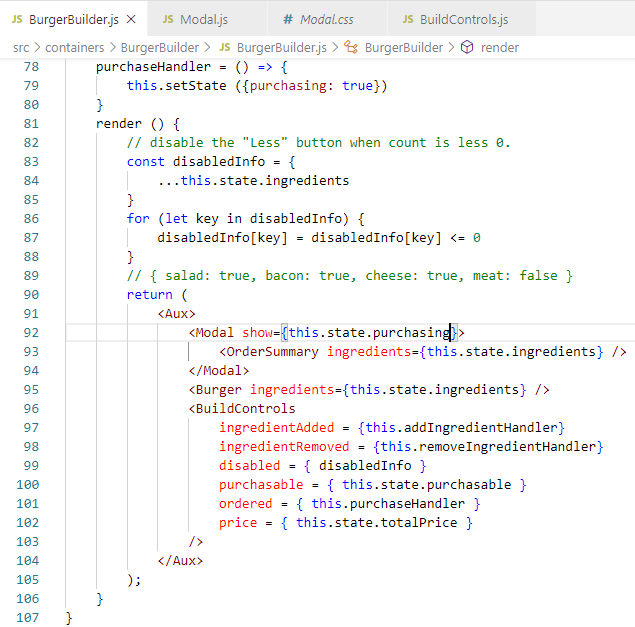 JS BurgerBuilder.js × JS Modal.js # Modal.css JS BuildControls.js
src > containers > BurgerBuilder > JS BurgerBuilder.js > BurgerBuilder > render
78 purchaseHandler = () => {
79 this.setState ({purchasing: true})
80 }
81 render () {
82 // disable the "Less" button when count is less 0.
83 const disabledInfo = {
84 ...this.state.ingredients
85 }
86 for (let key in disabledInfo) {
87 disabledInfo[key] = disabledInfo[key] <= 0
88 }
89 // { salad: true, bacon: true, cheese: true, meat: false }
90 return (
91 <Aux>
92 <Modal show={this.state.purchasing}>
93 <OrderSummary ingredients={this.state.ingredients} />
94 </Modal>
95 <Burger ingredients={this.state.ingredients} />
96 <BuildControls
97 ingredientAdded = {this.addIngredientHandler}
98 ingredientRemoved = {this.removeIngredientHandler}
99 disabled = { disabledInfo }
100 purchasable = { this.state.purchasable }
101 ordered = { this.purchaseHandler }
102 price = { this.state.totalPrice }
103 />
104 </Aux>
105 );
106 }
107 }